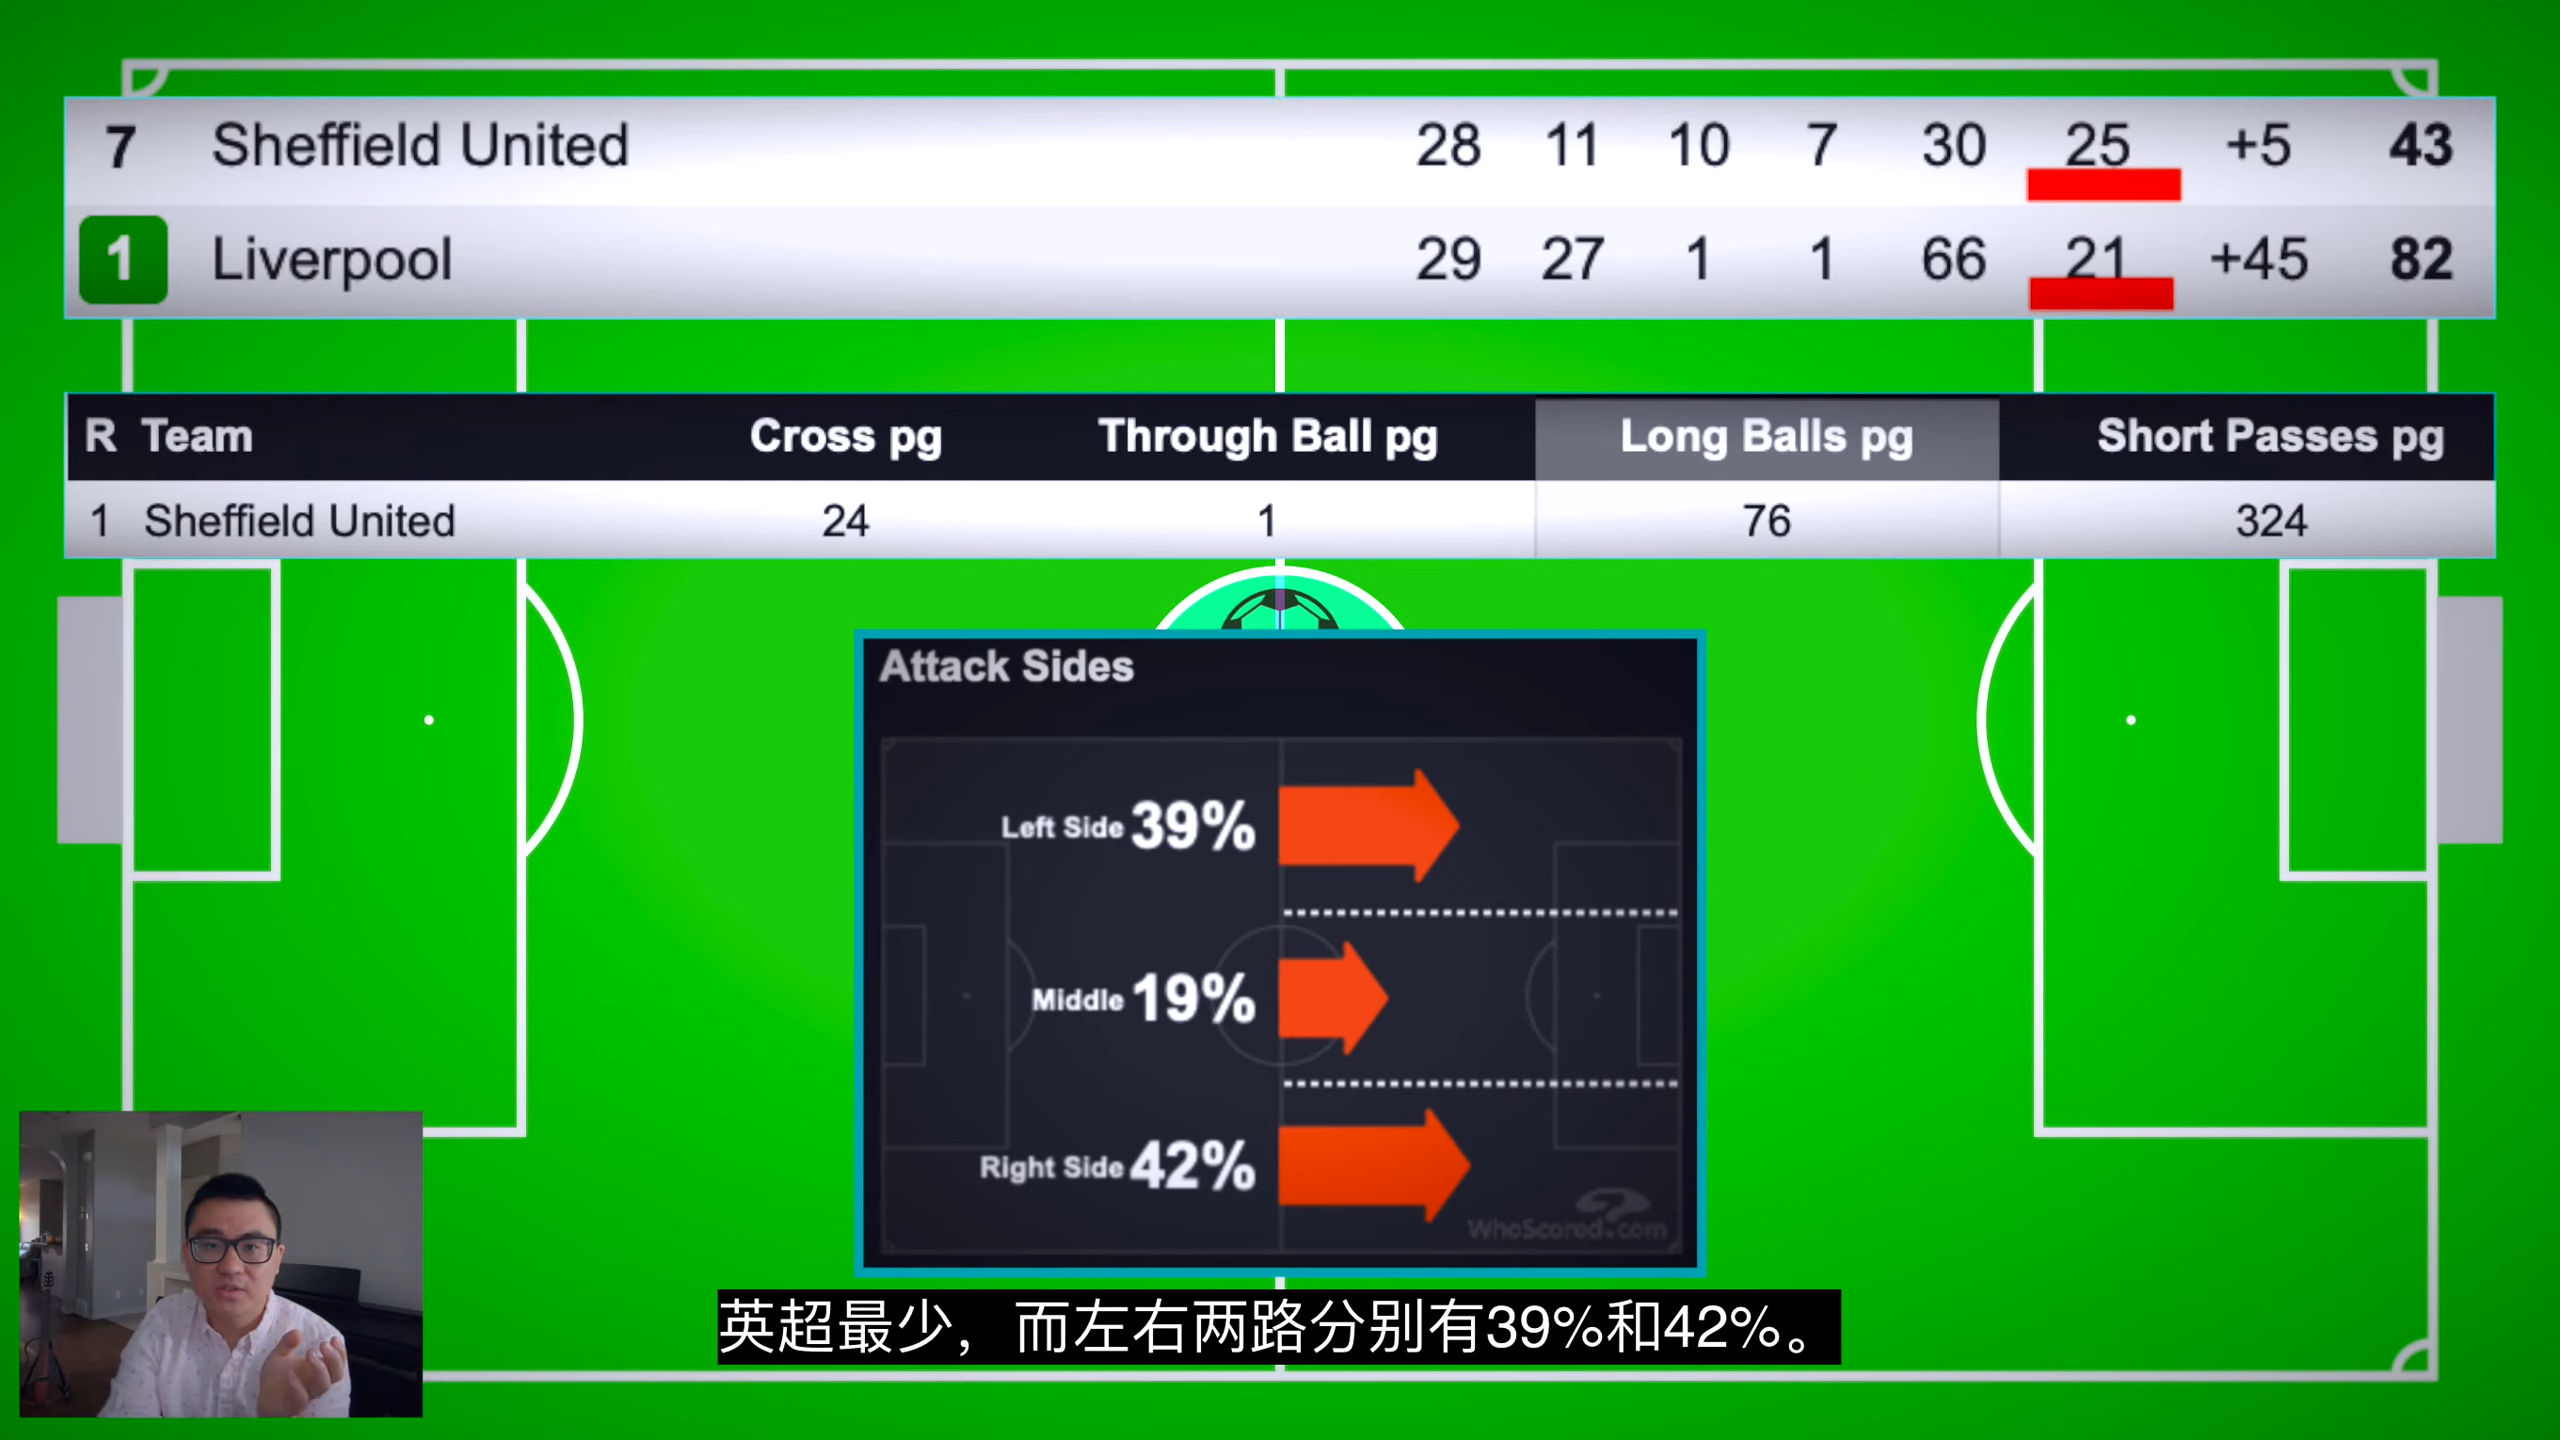 7 Sheffield United 28 11 10 7 30 25 +5 43
1 Liverpool 29 27 1 1 66 21 +45 82
R Team Cross pg Through Ball pg Long Balls pg Short Passes pg
1 Sheffield United 24 1 76 324
Attack Sides
Left Side 39%
Middle 19%
Right Side 42%
WhoScored.com
英超最少，而左右两路分别有39%和42%。